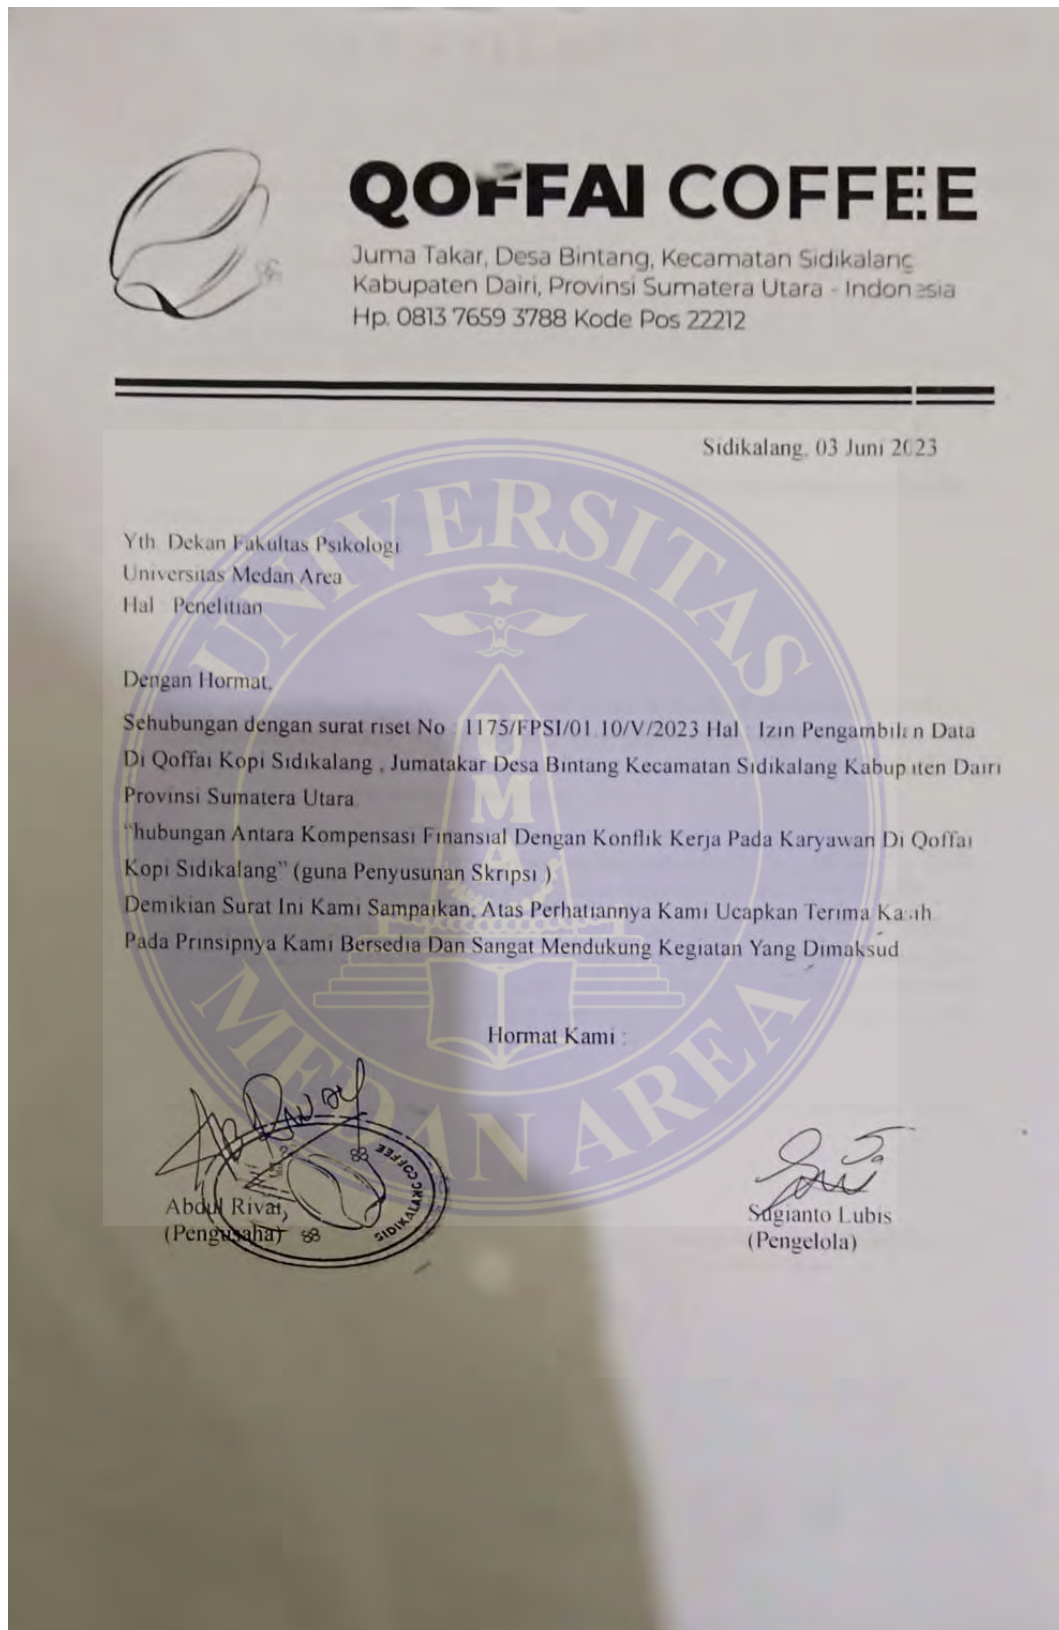 QOFFAI COFFEE
Juma Takar, Desa Bintang, Kecamatan Sidikalang
Kabupaten Dairi, Provinsi Sumatera Utara - Indonesia
Hp. 0813 7659 3788 Kode Pos 22212
Sidikalang, 03 Juni 2023
Yth Dekan Fakultas Psikologi
Universitas Medan Area
Hal Penelitian
Dengan Hormat,
Sehubungan dengan surat riset No : 1175/FPSI/01.10/V/2023 Hal : Izin Pengambilan Data
Di Qoffai Kopi Sidikalang , Jumatakar Desa Bintang Kecamatan Sidikalang Kabupaten Dairi
Provinsi Sumatera Utara
"hubungan Antara Kompensasi Finansial Dengan Konflik Kerja Pada Karyawan Di Qoffai
Kopi Sidikalang" (guna Penyusunan Skripsi )
Demikian Surat Ini Kami Sampaikan, Atas Perhatiannya Kami Ucapkan Terima Kasih
Pada Prinsipnya Kami Bersedia Dan Sangat Mendukung Kegiatan Yang Dimaksud
Hormat Kami :
Abdul Rivai,
(Pengusaha)
SIDIKALANG COFFEE
Sugianto Lubis
(Pengelola)
UNIVERSITAS
UMA
MEDAN AREA